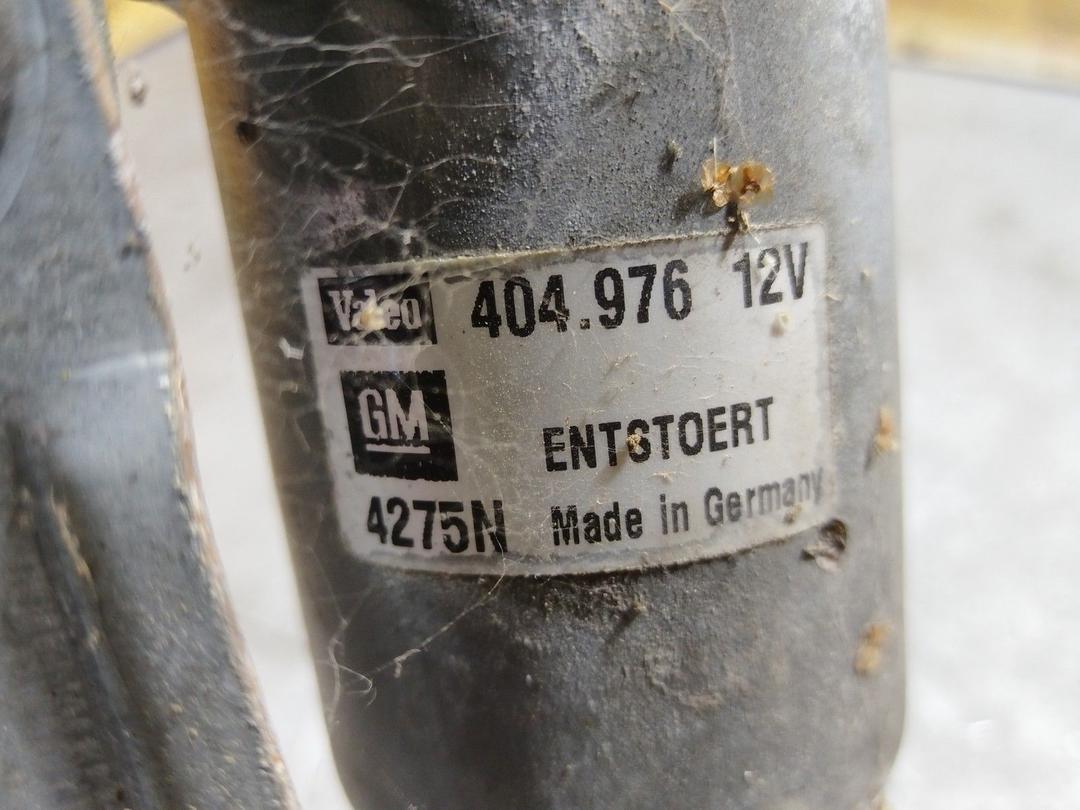 Valeo 404.976 12V
GM
ENTSTOERT
4275N Made in Germany